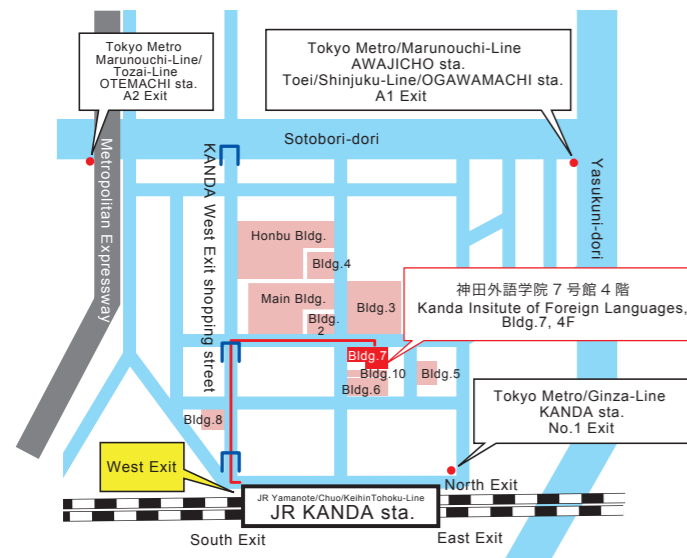 Tokyo Metro
Marunouchi-Line/
Tozai-Line
OTEMACHI sta.
A2 Exit
Tokyo Metro/Marunouchi-Line
AWAJICHO sta.
Toei/Shinjuku-Line/OGAWAMACHI sta.
A1 Exit
Sotobori-dori
Metropolitan Expressway
KANDA West Exit shopping street
Yasukuni-dori
Honbu Bldg.
Bldg.4
Main Bldg.
Bldg.
2
Bldg.3
神田外語学院 7 号館 4 階
Kanda Insitute of Foreign Languages,
Bldg.7, 4F
Bldg.7
Bldg.10
Bldg.5
Bldg.6
Bldg.8
Tokyo Metro/Ginza-Line
KANDA sta.
No.1 Exit
West Exit
North Exit
JR Yamanote/Chuo/KeihinTohoku-Line
JR KANDA sta.
South Exit
East Exit